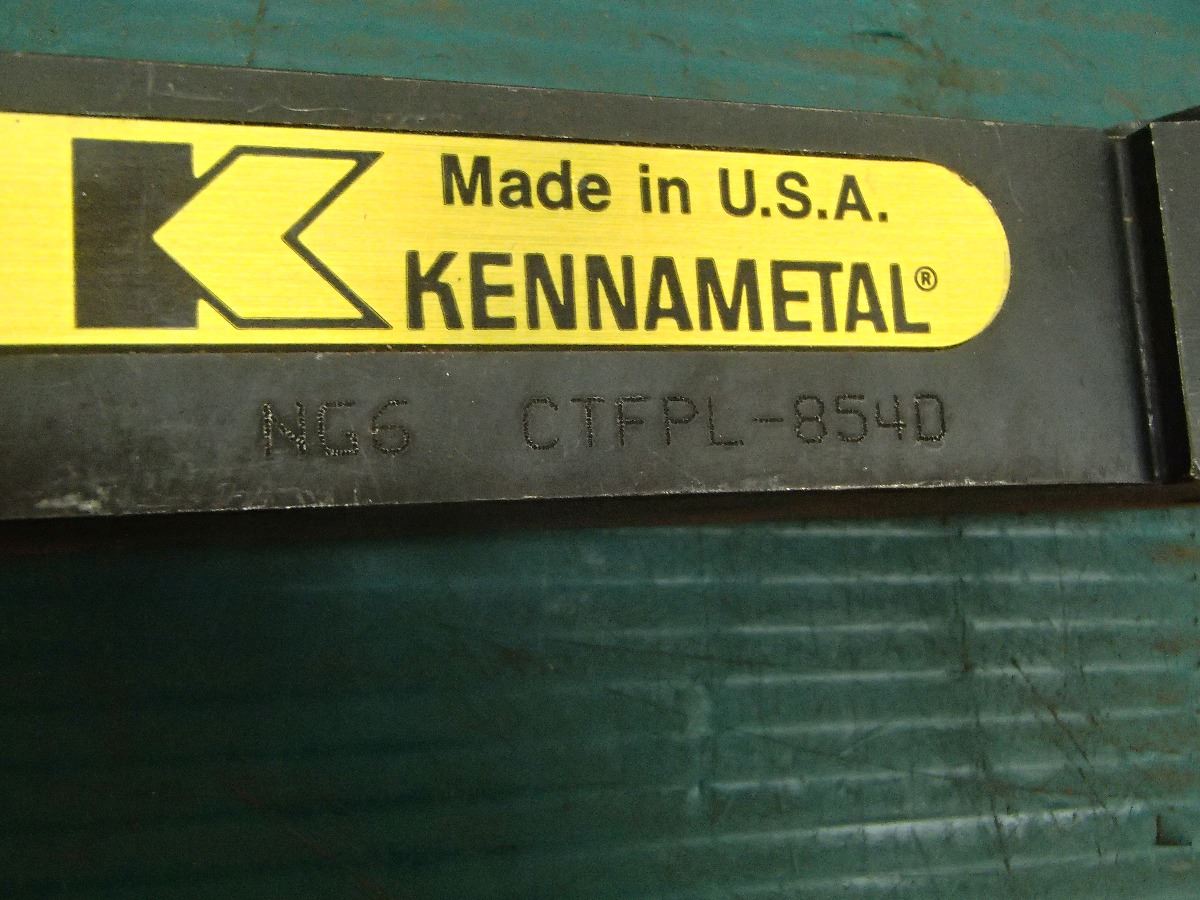 Made in U.S.A.
KENNAMETAL®
NG6 CTFPL-854D